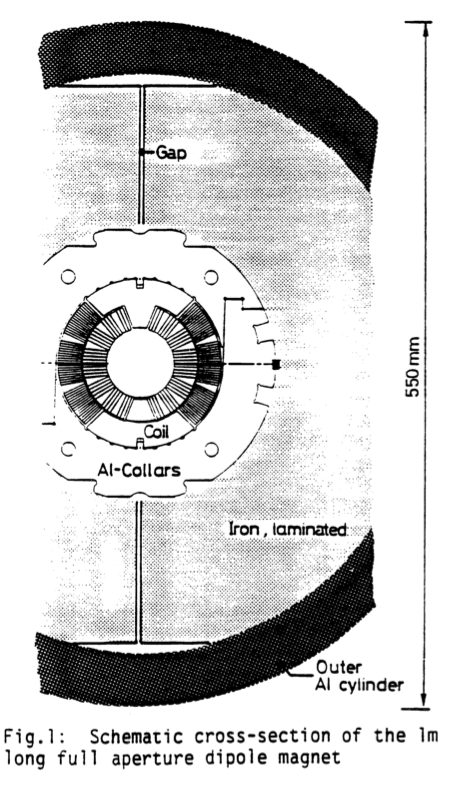 Gap
550 mm
Coil
Al-Collars
Iron, laminated
Outer
Al cylinder
Fig.1: Schematic cross-section of the 1m
long full aperture dipole magnet